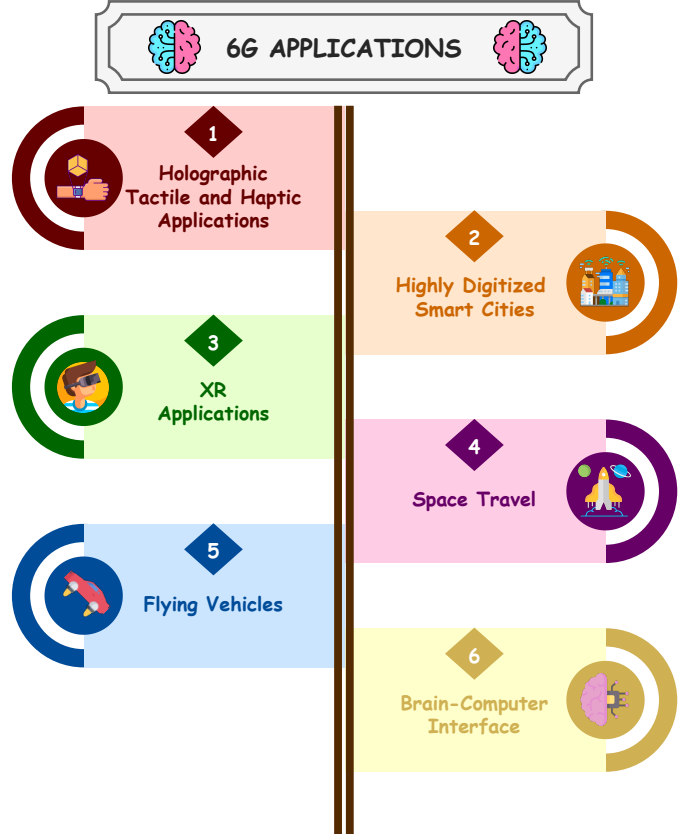 6G APPLICATIONS
1
Holographic
Tactile and Haptic
Applications
2
Highly Digitized
Smart Cities
3
XR
Applications
4
Space Travel
5
Flying Vehicles
6
Brain-Computer
Interface